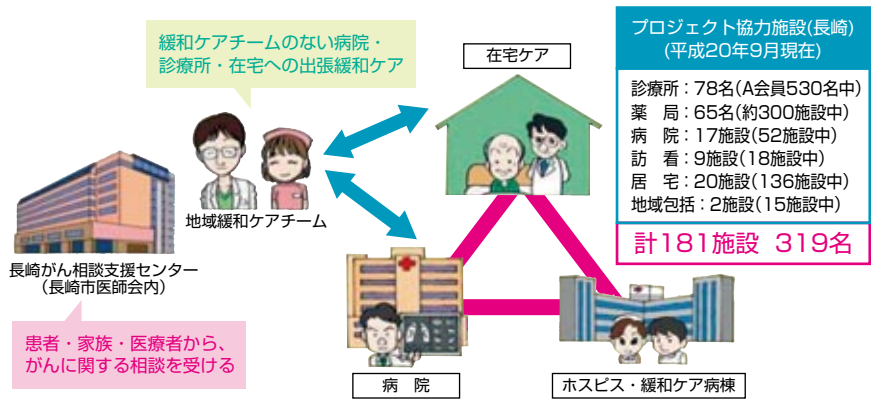 緩和ケアチームのない病院・
診療所・在宅への出張緩和ケア
在宅ケア
プロジェクト協力施設(長崎)
(平成20年9月現在)
診療所：78名(A会員530名中)
薬　局：65名(約300施設中)
病　院：17施設(52施設中)
訪　看：9施設(18施設中)
居　宅：20施設(136施設中)
地域包括：2施設(15施設中)
計181施設 319名
地域緩和ケアチーム
長崎がん相談支援センター
（長崎市医師会内）
患者・家族・医療者から、
がんに関する相談を受ける
病　院
ホスピス・緩和ケア病棟